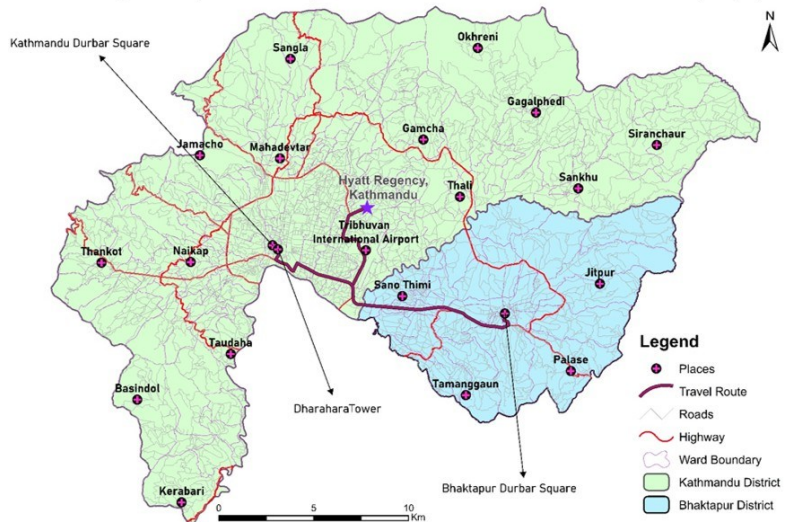 N
Kathmandu Durbar Square
Sangla
Okhreni
Gagalphedi
Siranchaur
Gamcha
Jamacho
Mahadevtar
Sankhu
Hyatt Regency,
Kathmandu
Thali
Tribhuvan
International Airport
Thankot
Naikap
Sano Thimi
Jitpur
Taudaha
Palase
Basindol
Tamanggaun
DharaharaTower
Bhaktapur Durbar Square
Kerabari
0
5
10
Km
Legend
Places
Travel Route
Roads
Highway
Ward Boundary
Kathmandu District
Bhaktapur District